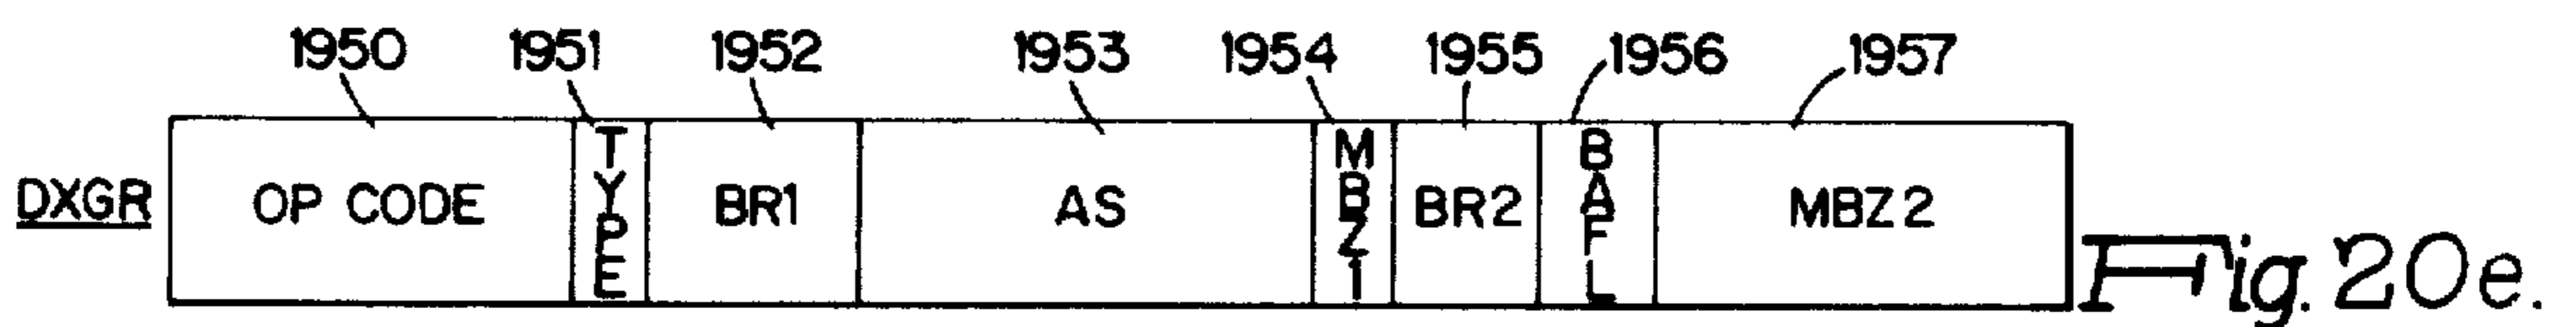 1950 1951 1952 1953 1954 1955 1956 1957
DXGR OP CODE TYPE BR1 AS MBZ1 BR2 BAFL MBZ2
Fig. 20e.